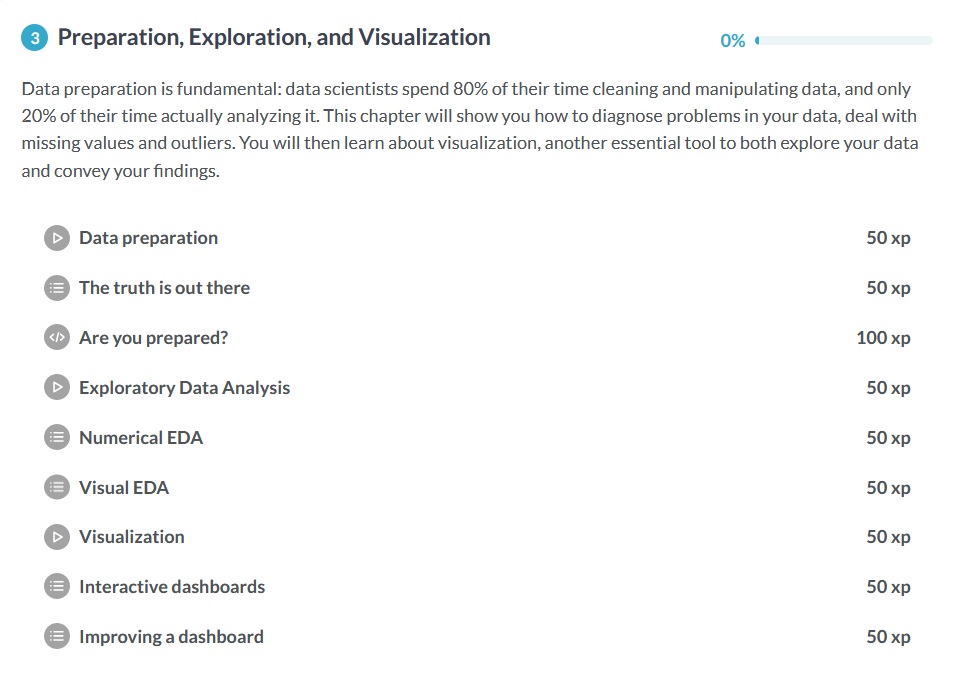 3 Preparation, Exploration, and Visualization 0%
Data preparation is fundamental: data scientists spend 80% of their time cleaning and manipulating data, and only
20% of their time actually analyzing it. This chapter will show you how to diagnose problems in your data, deal with
missing values and outliers. You will then learn about visualization, another essential tool to both explore your data
and convey your findings.
Data preparation 50 xp
The truth is out there 50 xp
Are you prepared? 100 xp
Exploratory Data Analysis 50 xp
Numerical EDA 50 xp
Visual EDA 50 xp
Visualization 50 xp
Interactive dashboards 50 xp
Improving a dashboard 50 xp